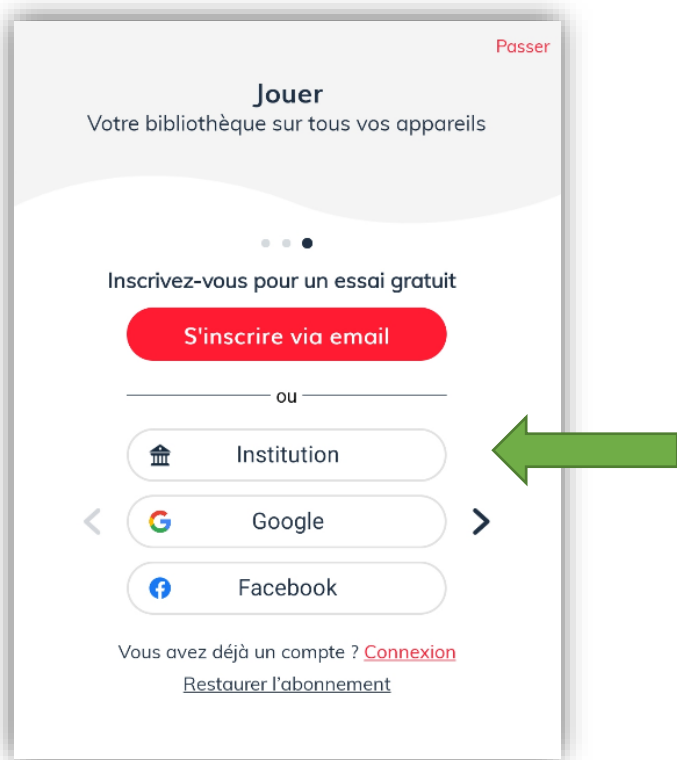 Passer
Jouer
Votre bibliothèque sur tous vos appareils
Inscrivez-vous pour un essai gratuit
S'inscrire via email
ou
Institution
Google
Facebook
Vous avez déjà un compte ? Connexion
Restaurer l'abonnement